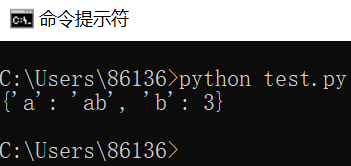 命令提示符
C:\Users\86136>python test.py
{'a': 'ab', 'b': 3}
C:\Users\86136>